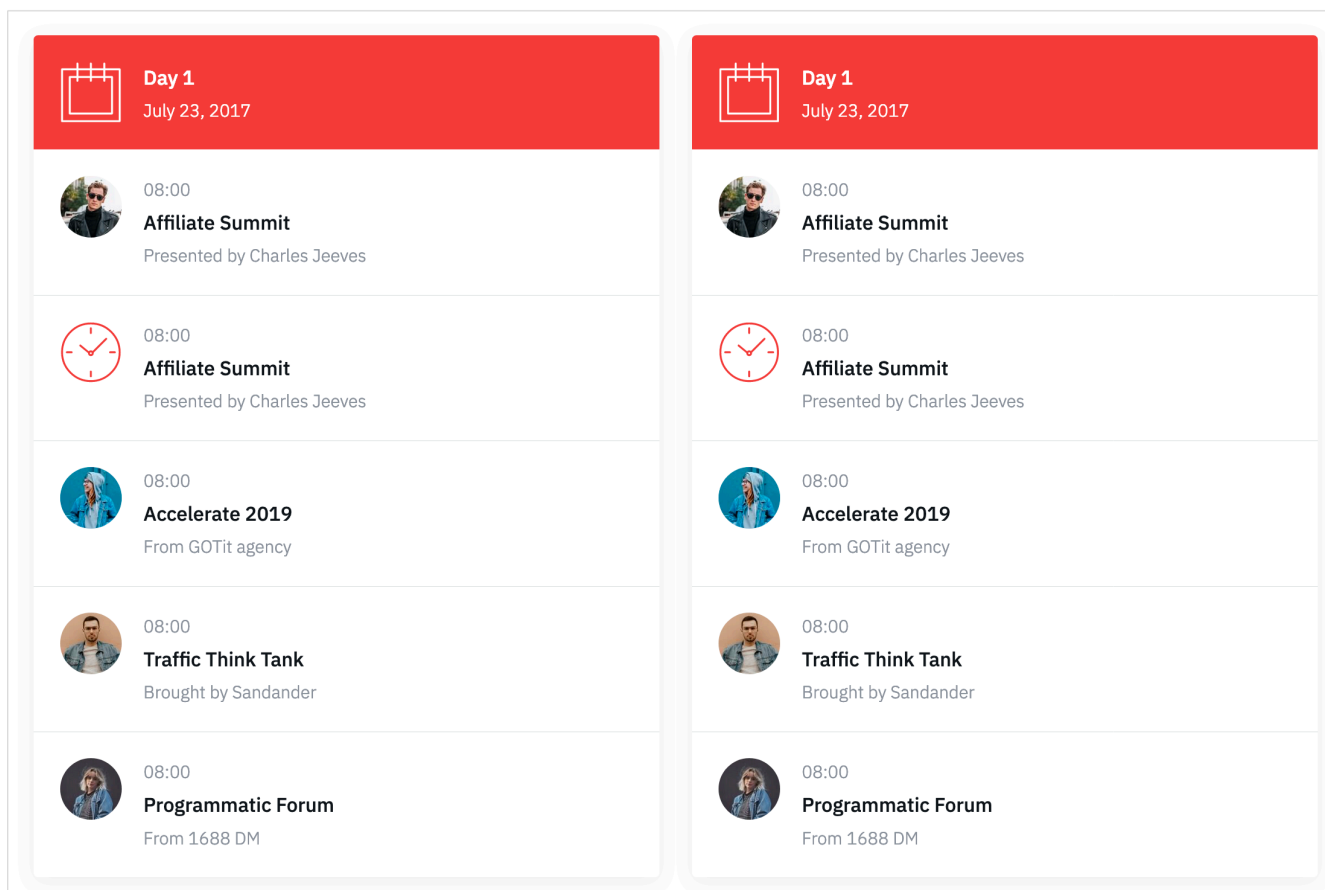 Day 1
July 23, 2017
08:00
Affiliate Summit
Presented by Charles Jeeves
08:00
Affiliate Summit
Presented by Charles Jeeves
08:00
Accelerate 2019
From GOTit agency
08:00
Traffic Think Tank
Brought by Sandander
08:00
Programmatic Forum
From 1688 DM
Day 1
July 23, 2017
08:00
Affiliate Summit
Presented by Charles Jeeves
08:00
Affiliate Summit
Presented by Charles Jeeves
08:00
Accelerate 2019
From GOTit agency
08:00
Traffic Think Tank
Brought by Sandander
08:00
Programmatic Forum
From 1688 DM